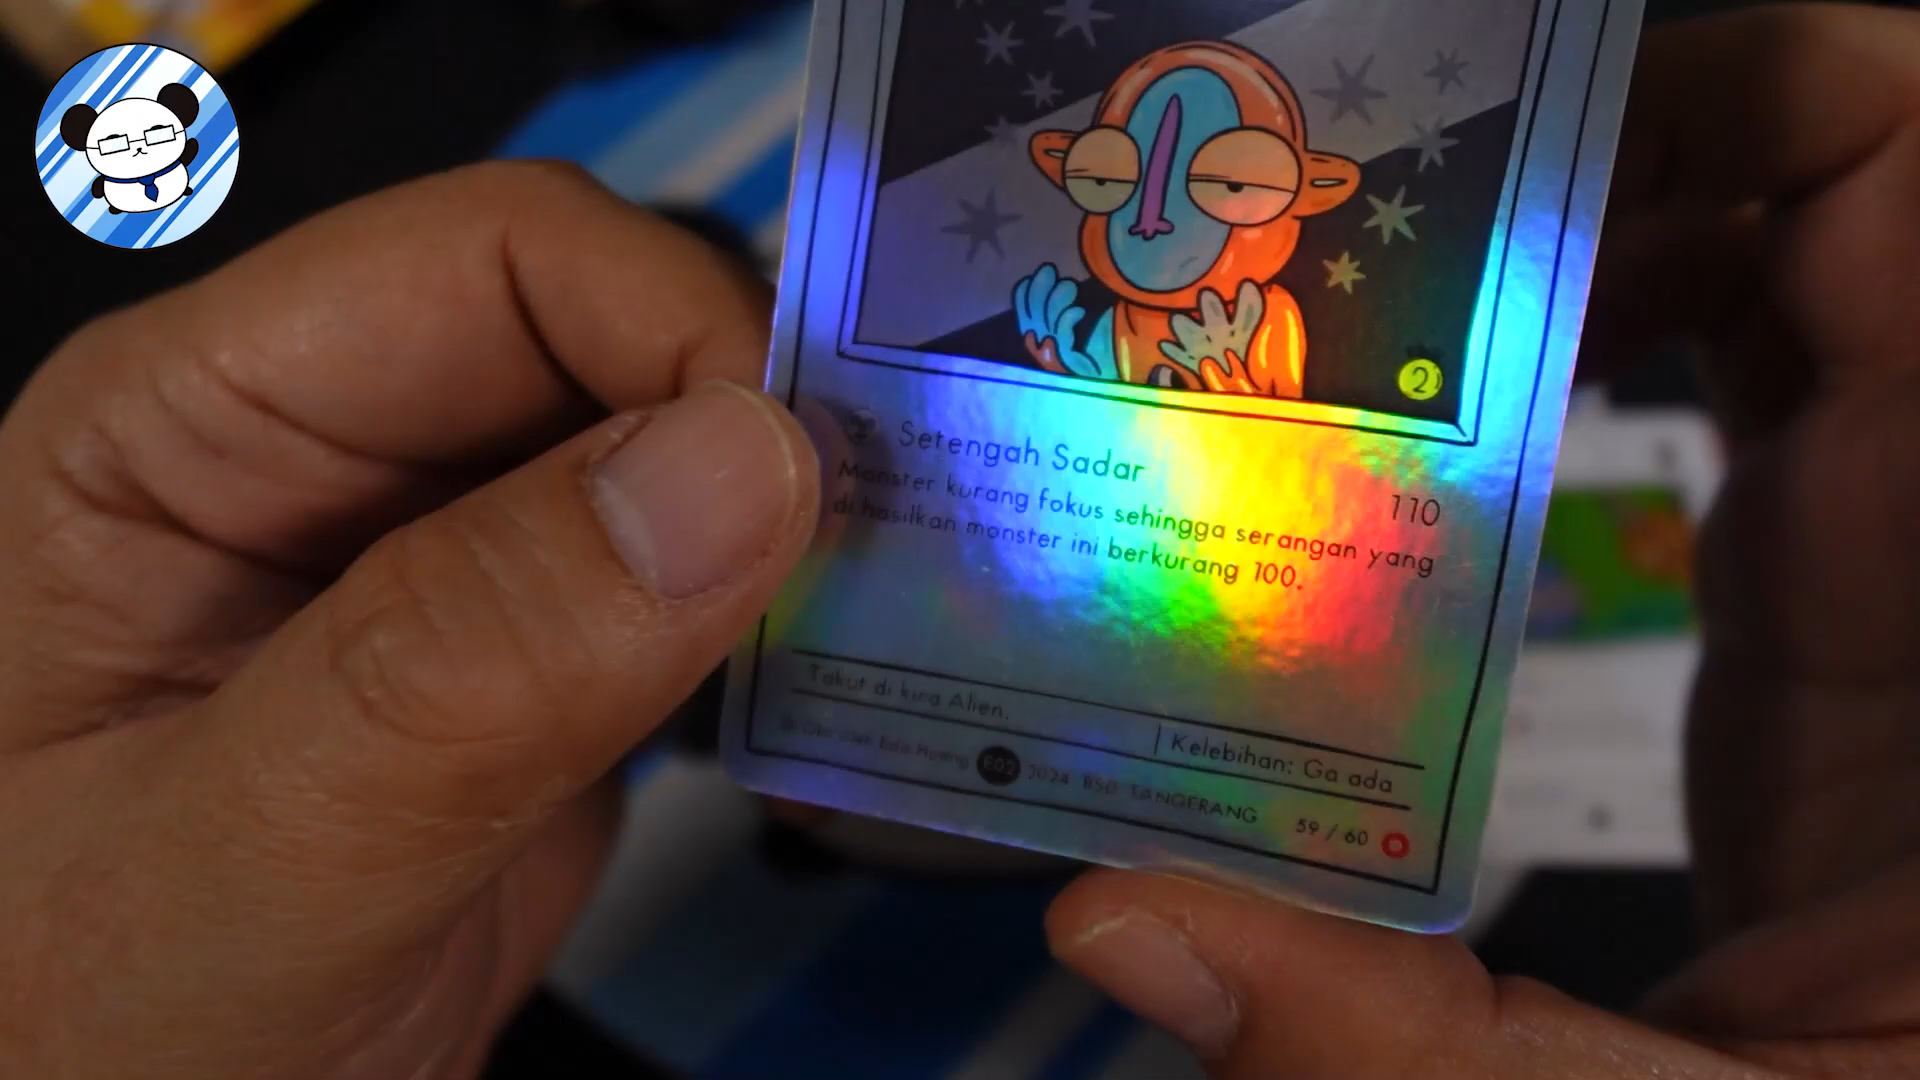 2
Setengah Sadar
110
Monster kurang fokus sehingga serangan yang
di hasilkan monster ini berkurang 100.
Takut di kira Alien.
Kelebihan: Ga ada
E02 2024 BSD TANGERANG
59 / 60